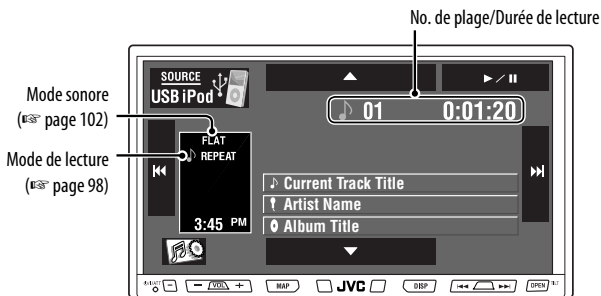 No. de plage/Durée de lecture
Mode sonore
(☞ page 102)
Mode de lecture
(☞ page 98)
SOURCE
USB iPod
01 0:01:20
FLAT
REPEAT
Current Track Title
Artist Name
Album Title
3:45 PM
VOL
MAP
JVC
DISP
OPEN
TILT